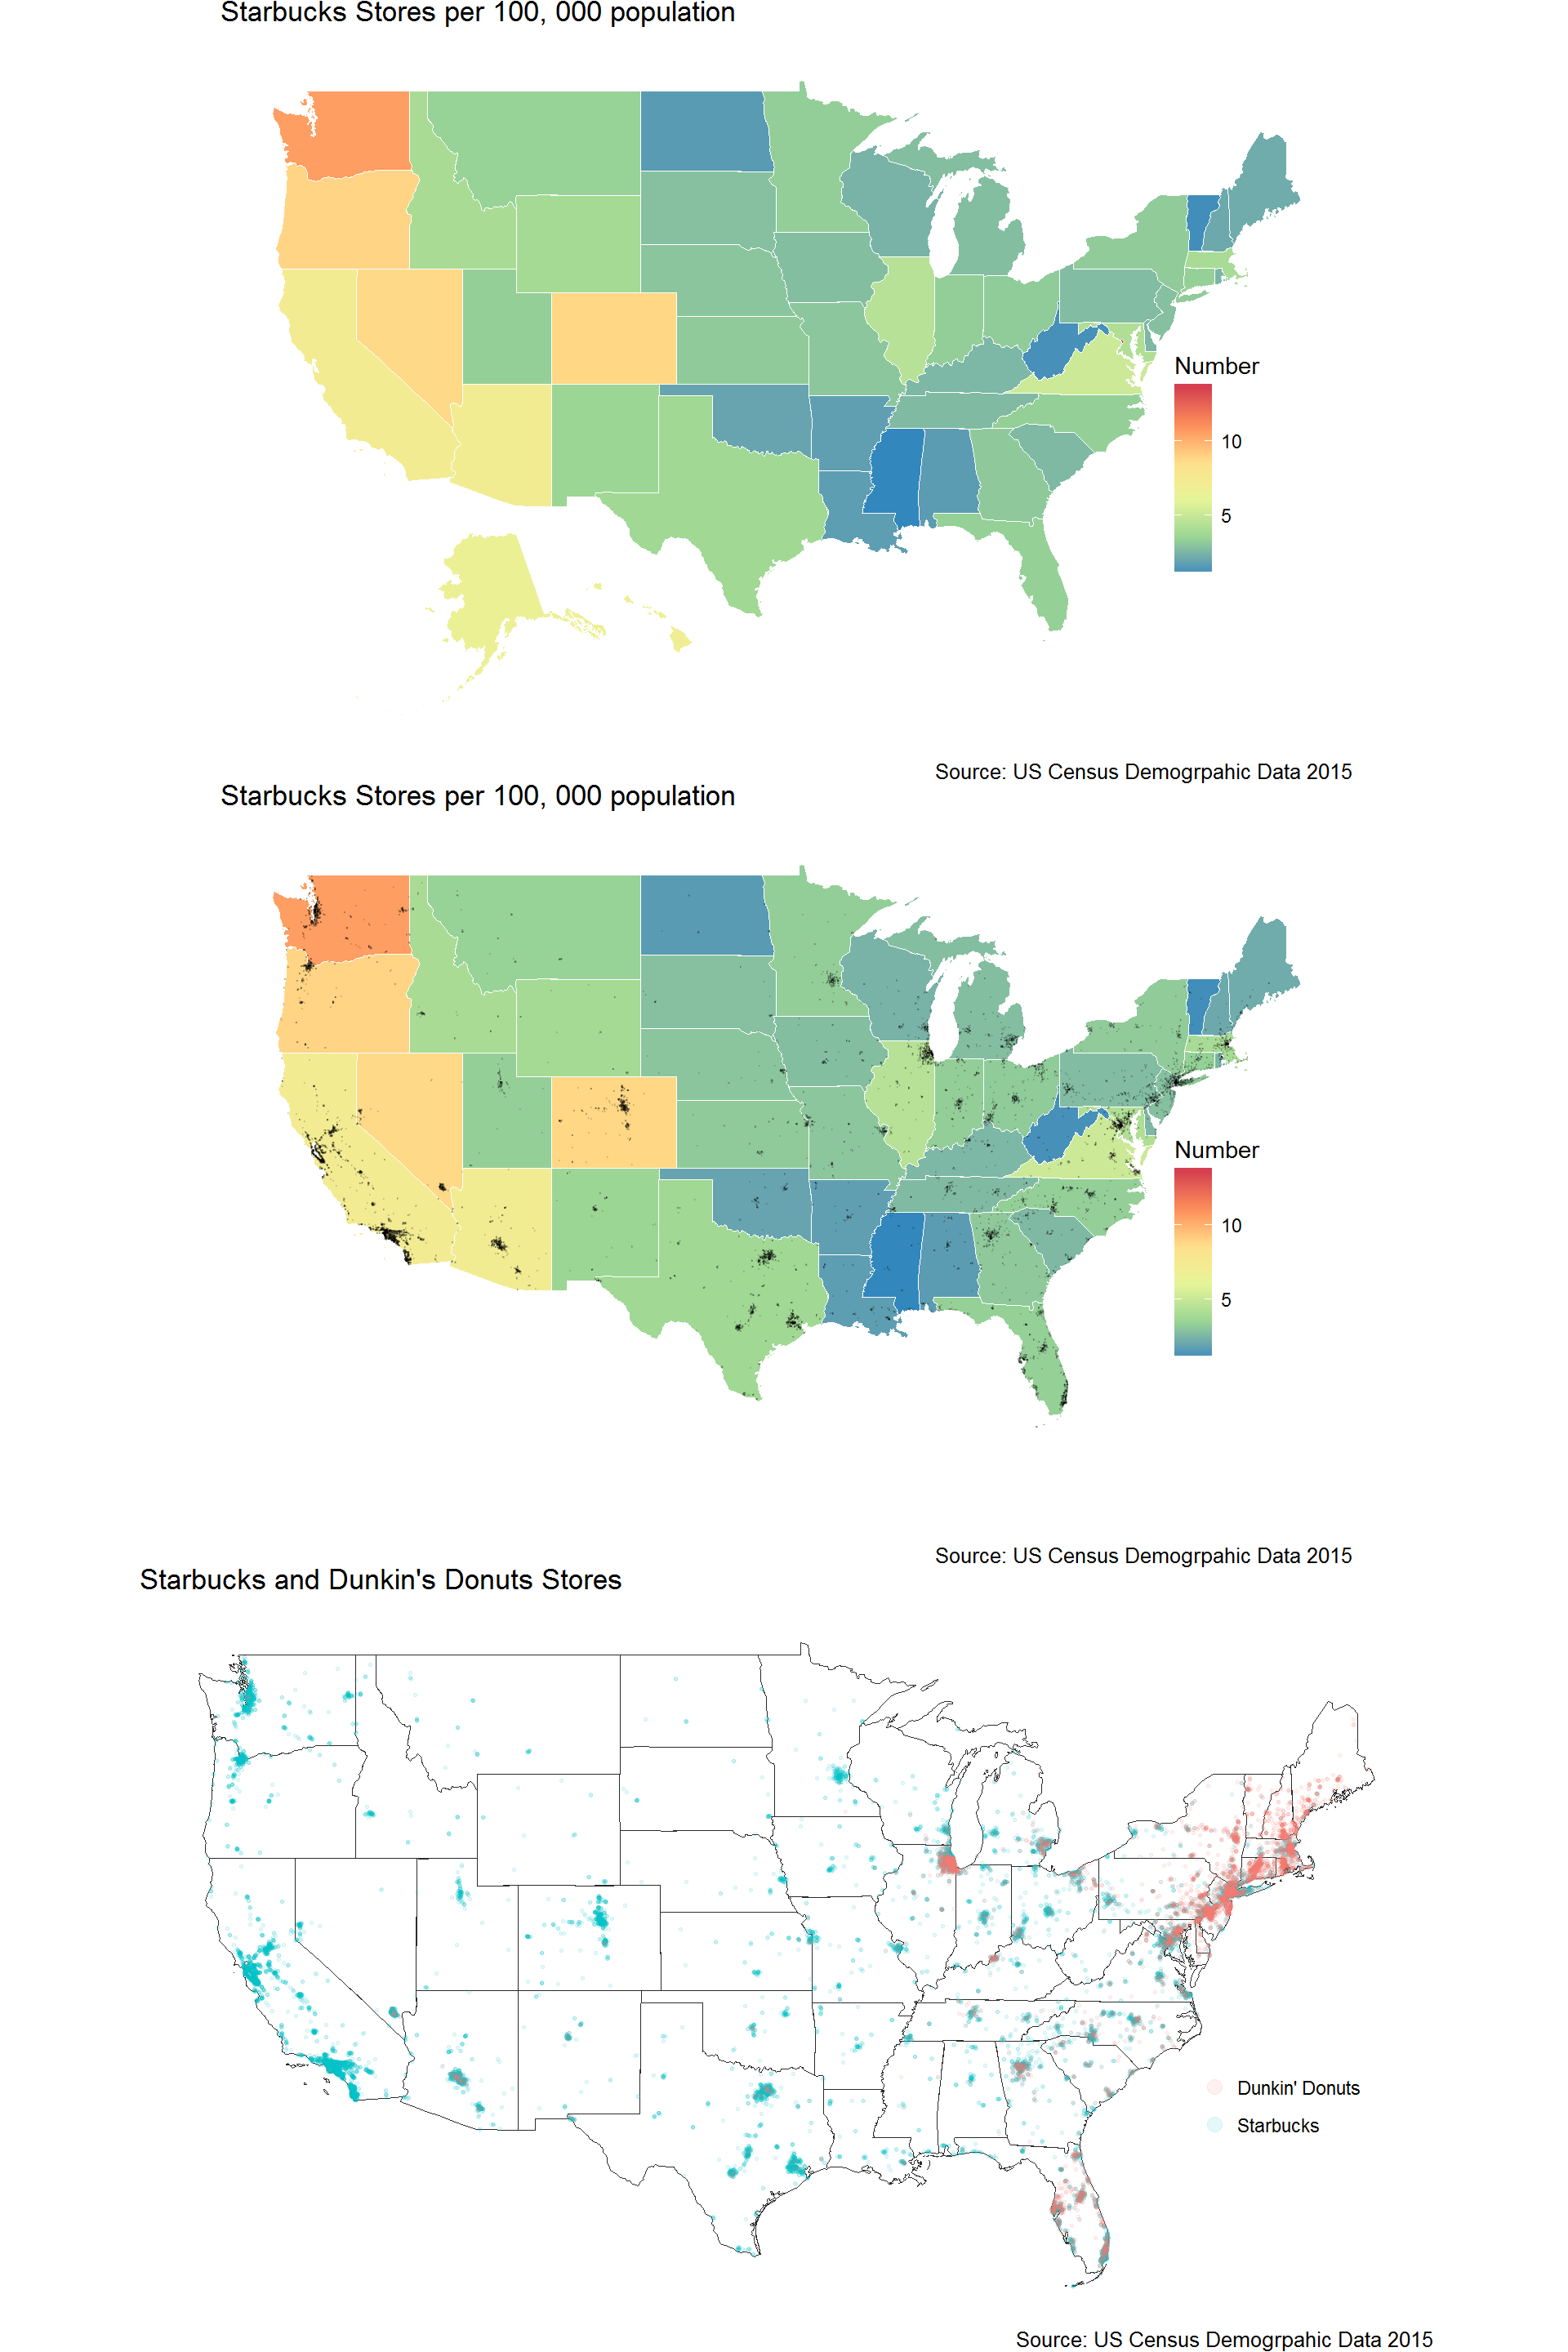 Starbucks Stores per 100, 000 population
Number
10
5
Source: US Census Demogrpahic Data 2015
Starbucks Stores per 100, 000 population
Number
10
5
Source: US Census Demogrpahic Data 2015
Starbucks and Dunkin's Donuts Stores
Dunkin' Donuts
Starbucks
Source: US Census Demogrpahic Data 2015